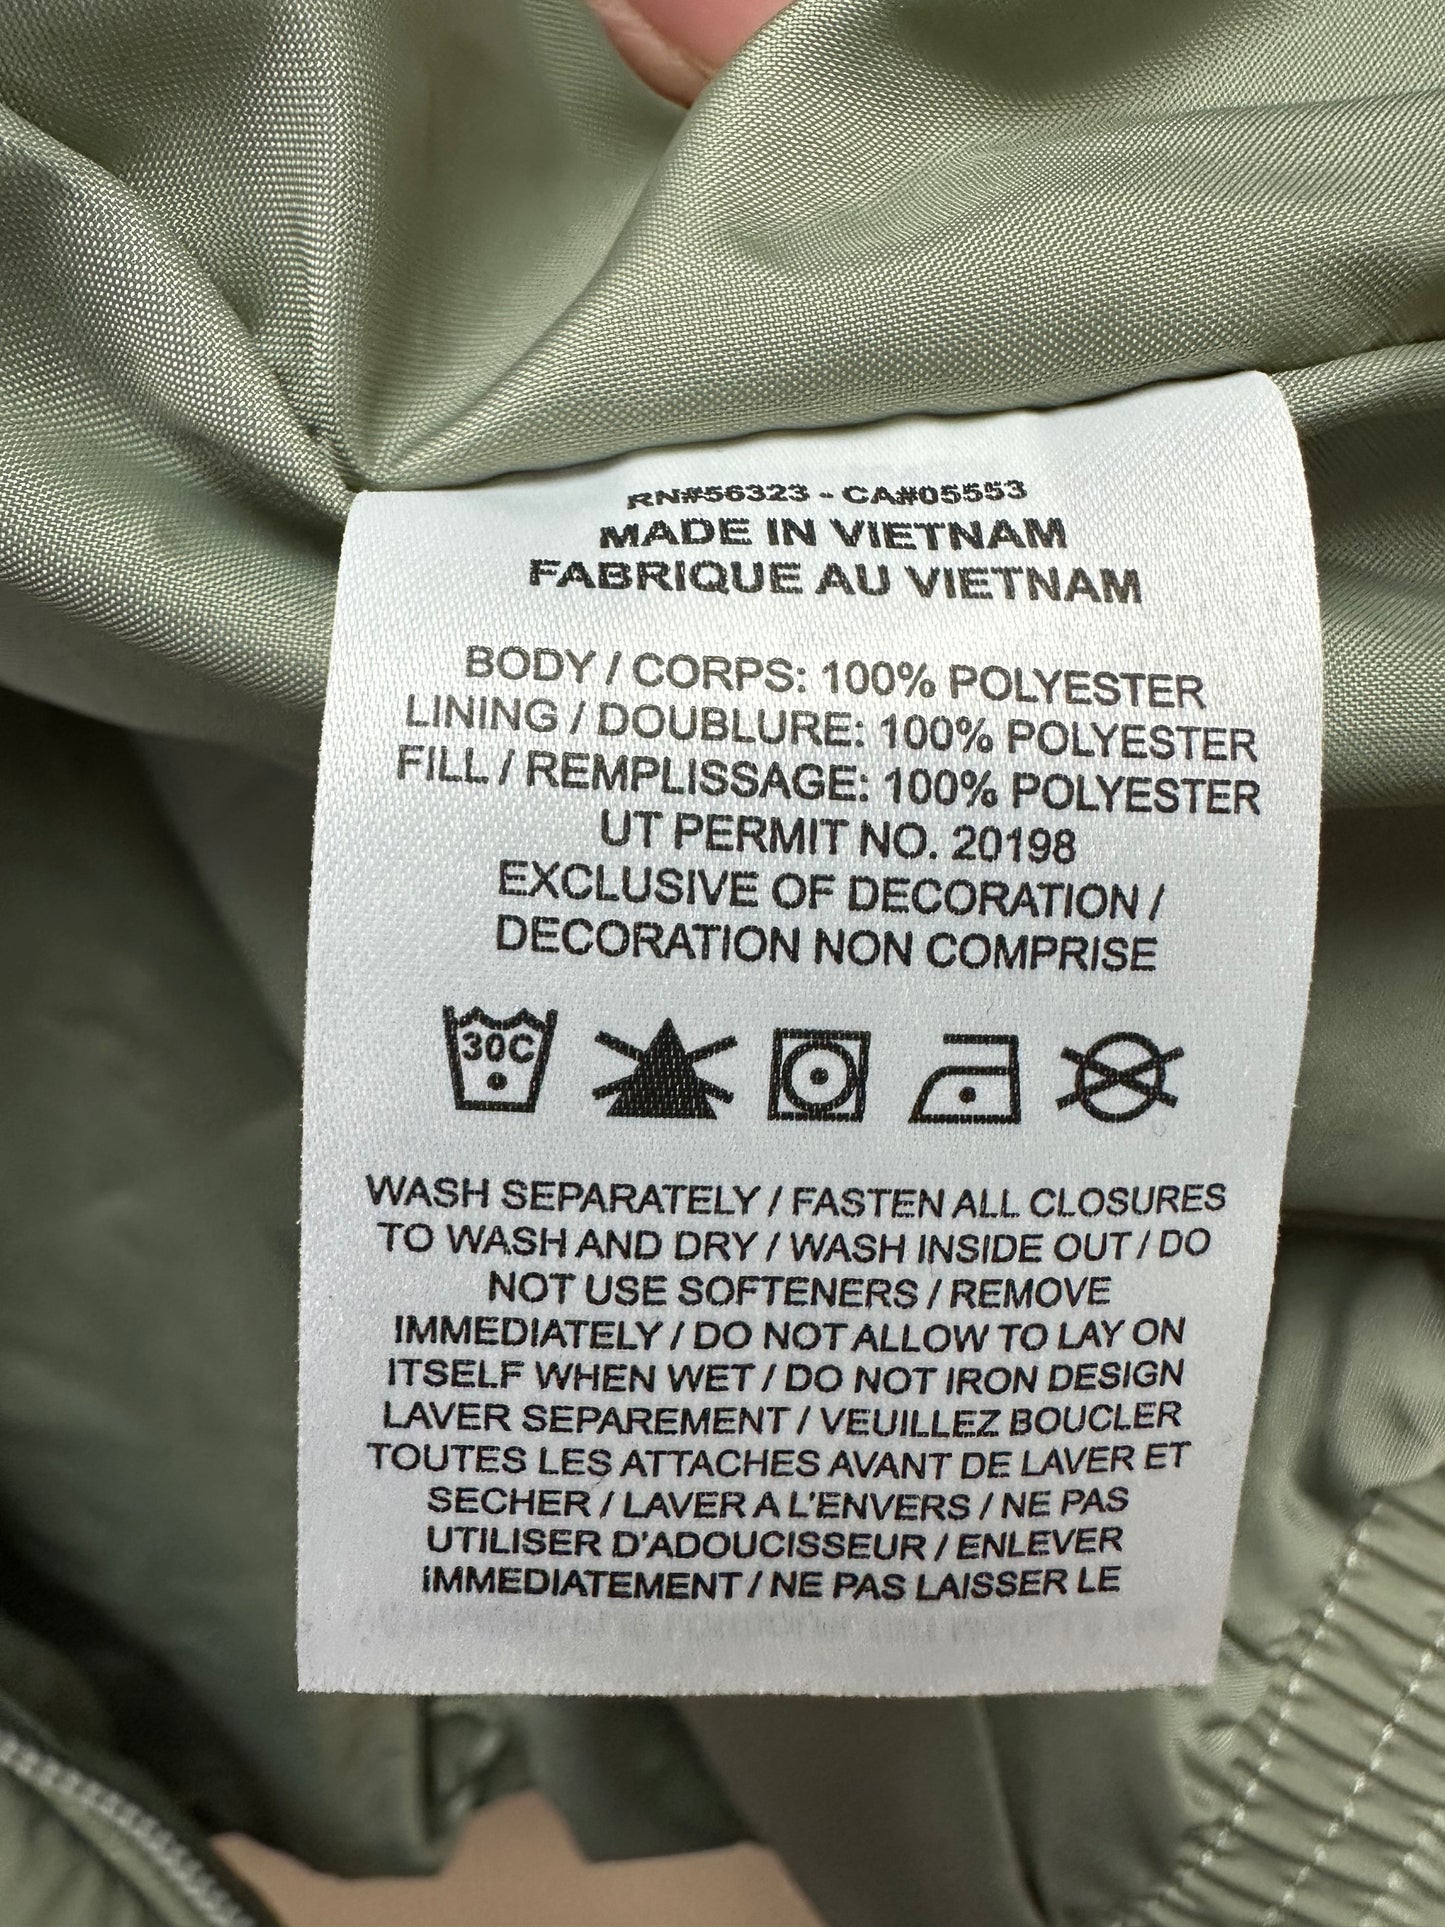 RN#56323 - CA#05553
MADE IN VIETNAM
FABRIQUE AU VIETNAM
BODY / CORPS: 100% POLYESTER
LINING / DOUBLURE: 100% POLYESTER
FILL / REMPLISSAGE: 100% POLYESTER
UT PERMIT NO. 20198
EXCLUSIVE OF DECORATION /
DECORATION NON COMPRISE
30C
WASH SEPARATELY / FASTEN ALL CLOSURES
TO WASH AND DRY / WASH INSIDE OUT / DO
NOT USE SOFTENERS / REMOVE
IMMEDIATELY / DO NOT ALLOW TO LAY ON
ITSELF WHEN WET / DO NOT IRON DESIGN
LAVER SEPAREMENT / VEUILLEZ BOUCLER
TOUTES LES ATTACHES AVANT DE LAVER ET
SECHER / LAVER A L'ENVERS / NE PAS
UTILISER D'ADOUCISSEUR / ENLEVER
IMMEDIATEMENT / NE PAS LAISSER LE